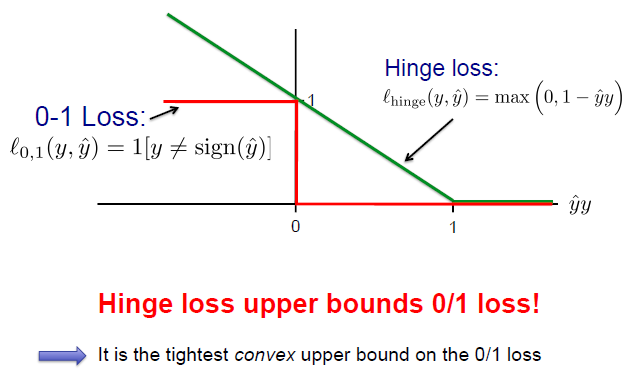 Hinge loss:
ℓ_hinge(y, ŷ) = max(0, 1 − ŷy)
1
0-1 Loss:
ℓ_{0,1}(y, ŷ) = 1[y ≠ sign(ŷ)]
ŷy
0
1
Hinge loss upper bounds 0/1 loss!
It is the tightest convex upper bound on the 0/1 loss